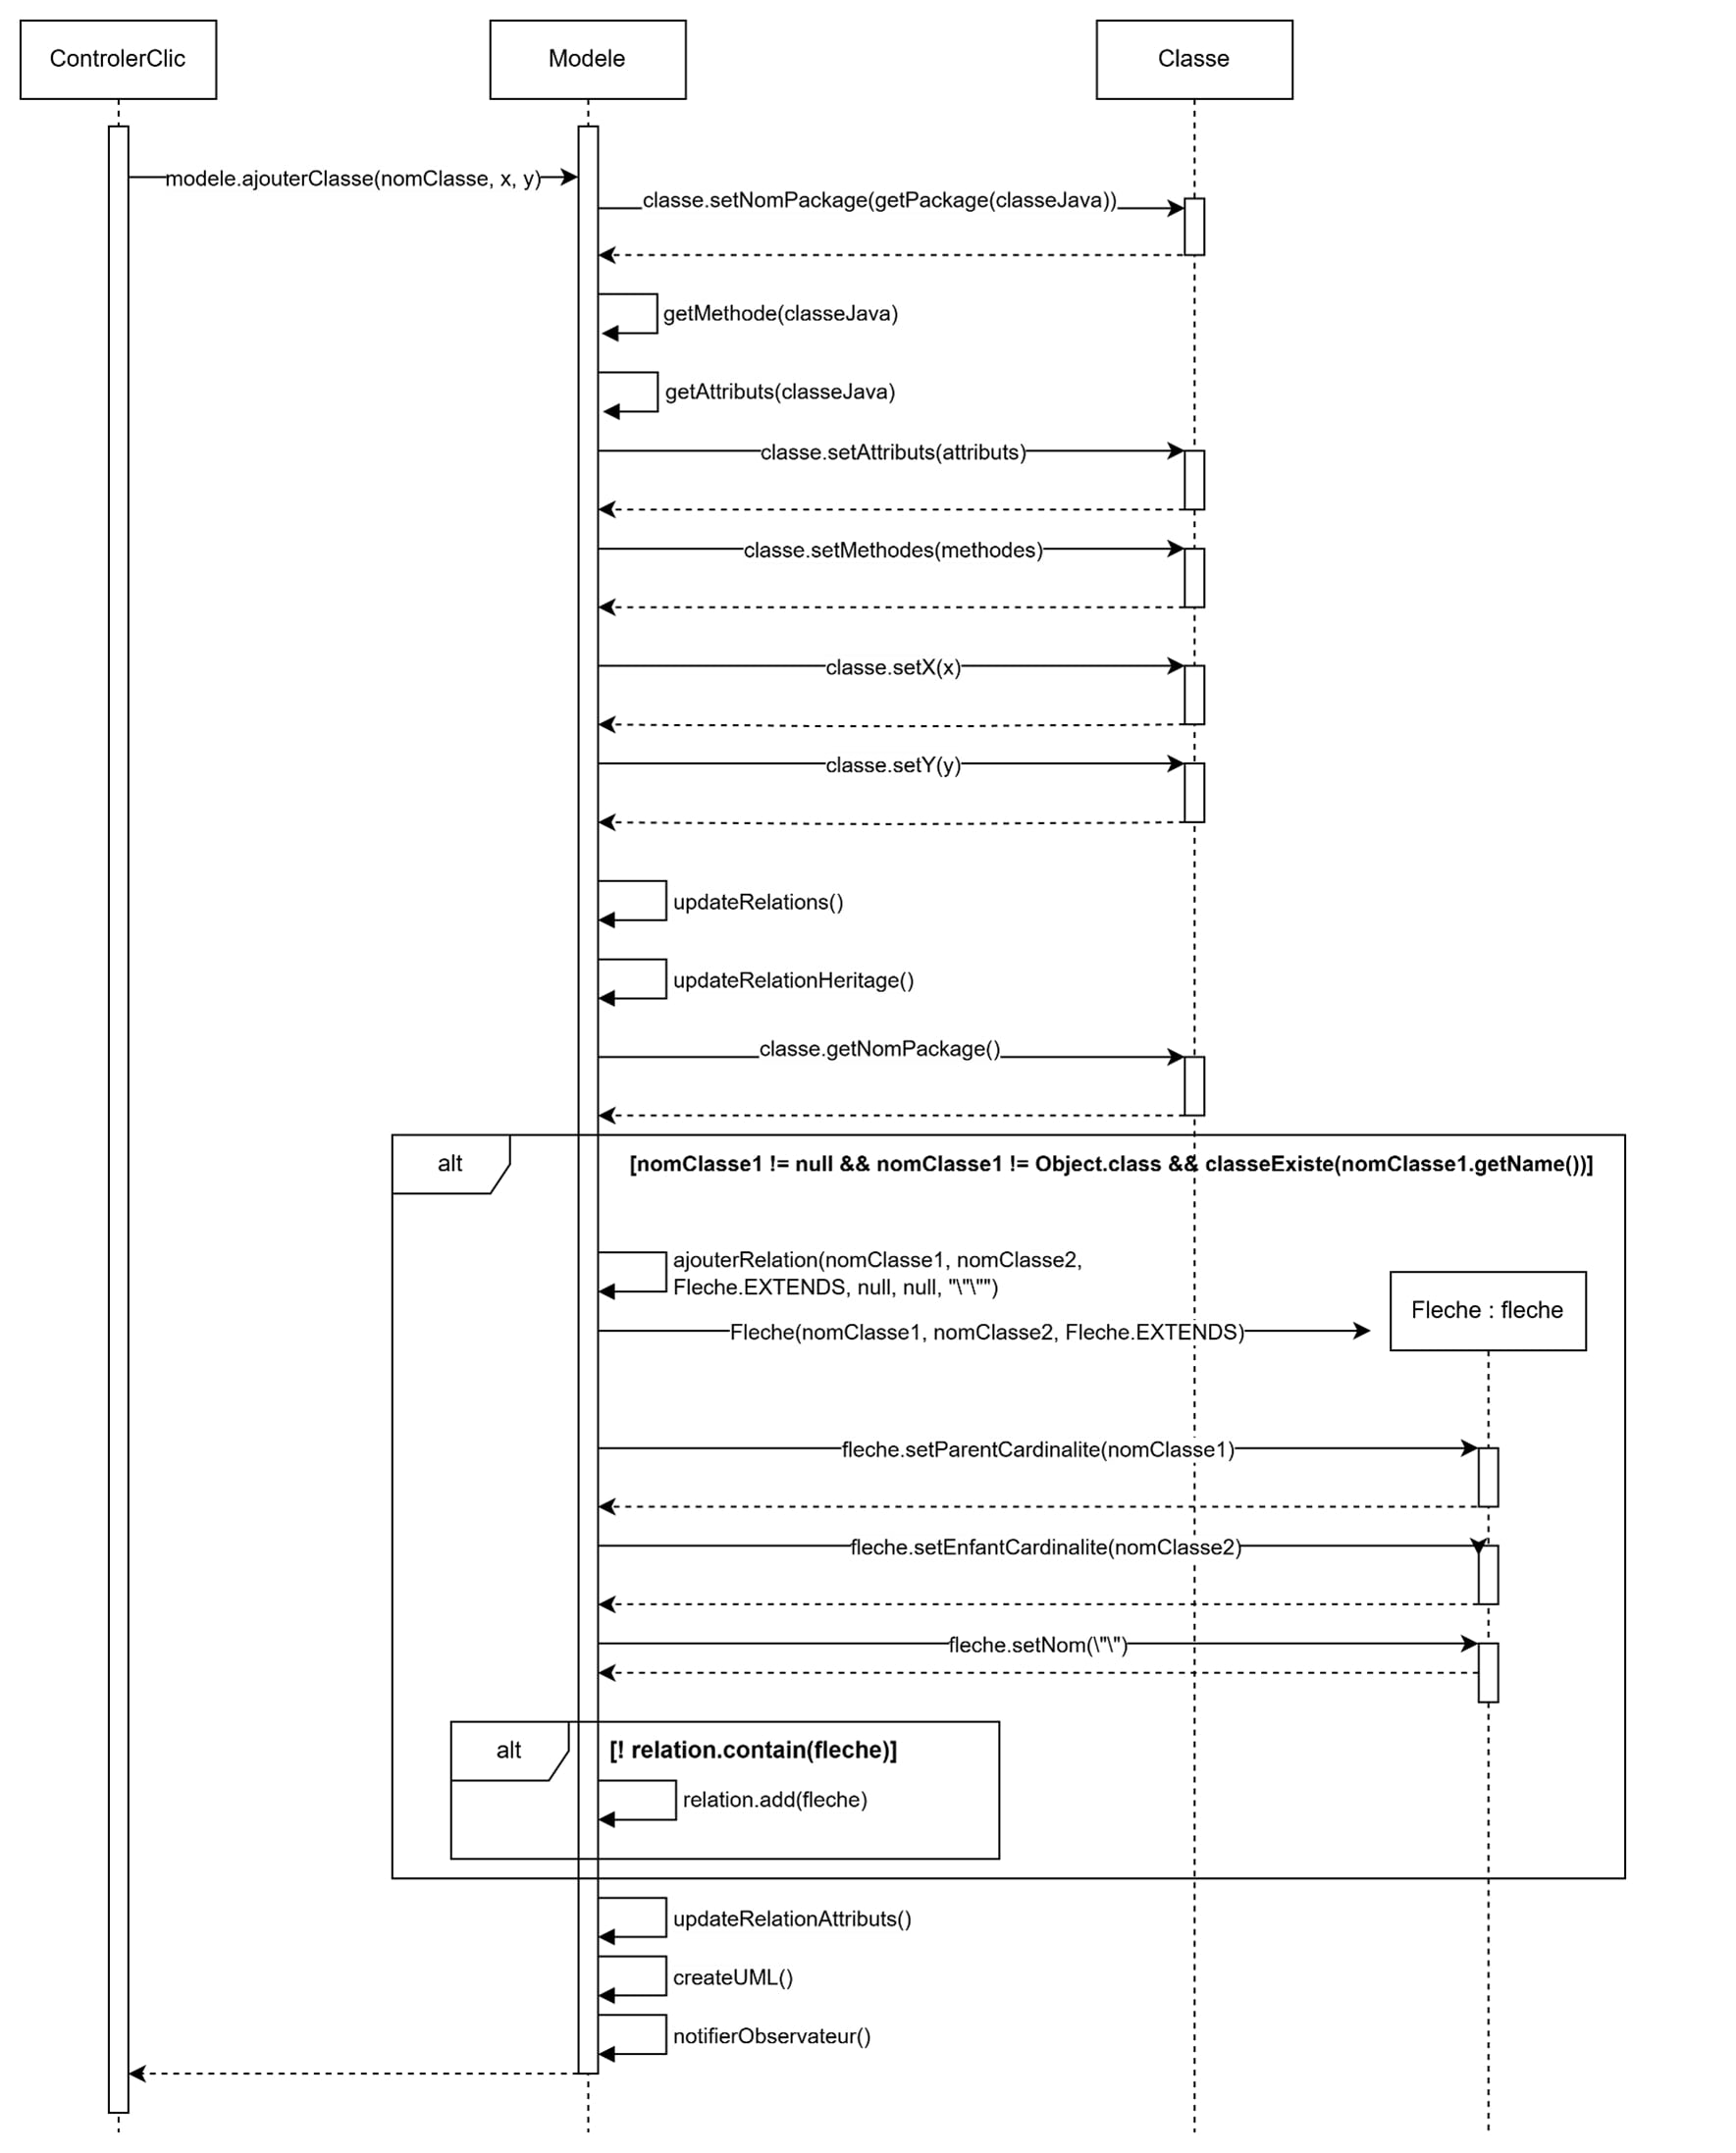 ControlerClic
Modele
Classe
modele.ajouterClasse(nomClasse, x, y)
classe.setNomPackage(getPackage(classeJava))
getMethode(classeJava)
getAttributs(classeJava)
classe.setAttributs(attributs)
classe.setMethodes(methodes)
classe.setX(x)
classe.setY(y)
updateRelations()
updateRelationHeritage()
classe.getNomPackage()
alt
[nomClasse1 != null && nomClasse1 != Object.class && classeExiste(nomClasse1.getName())]
ajouterRelation(nomClasse1, nomClasse2,
Fleche.EXTENDS, null, null, "\"\"")
Fleche : fleche
Fleche(nomClasse1, nomClasse2, Fleche.EXTENDS)
fleche.setParentCardinalite(nomClasse1)
fleche.setEnfantCardinalite(nomClasse2)
fleche.setNom(\"\")
alt
[! relation.contain(fleche)]
relation.add(fleche)
updateRelationAttributs()
createUML()
notifierObservateur()